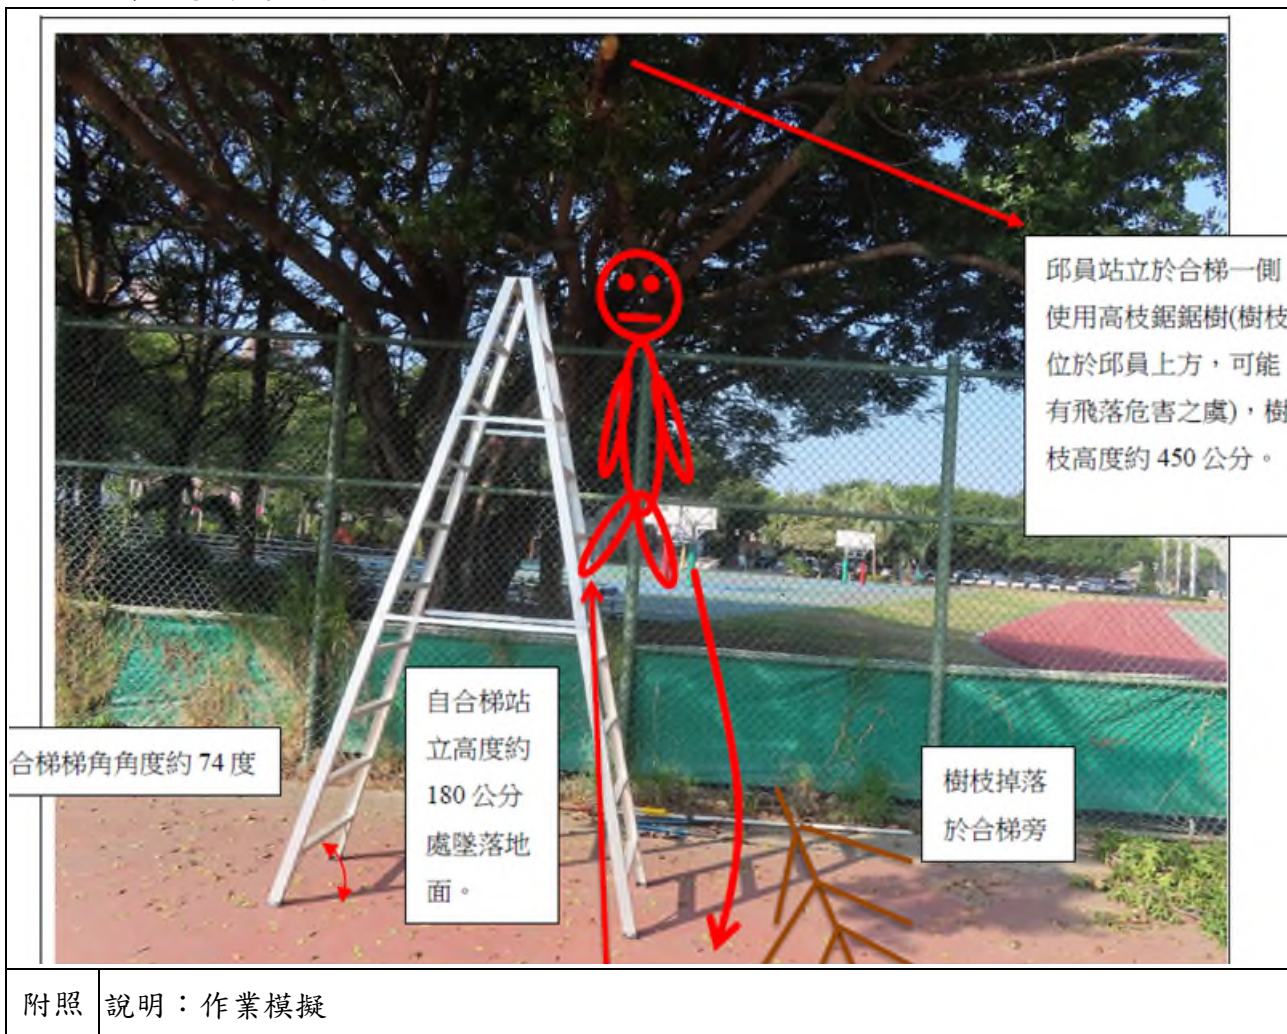 邱員站立於合梯一側
使用高枝鋸鋸樹(樹枝
位於邱員上方，可能
有飛落危害之虞)，樹
枝高度約 450 公分。
合梯梯角角度約 74 度
自合梯站
立高度約
180 公分
處墜落地
面。
樹枝掉落
於合梯旁
附照 說明：作業模擬